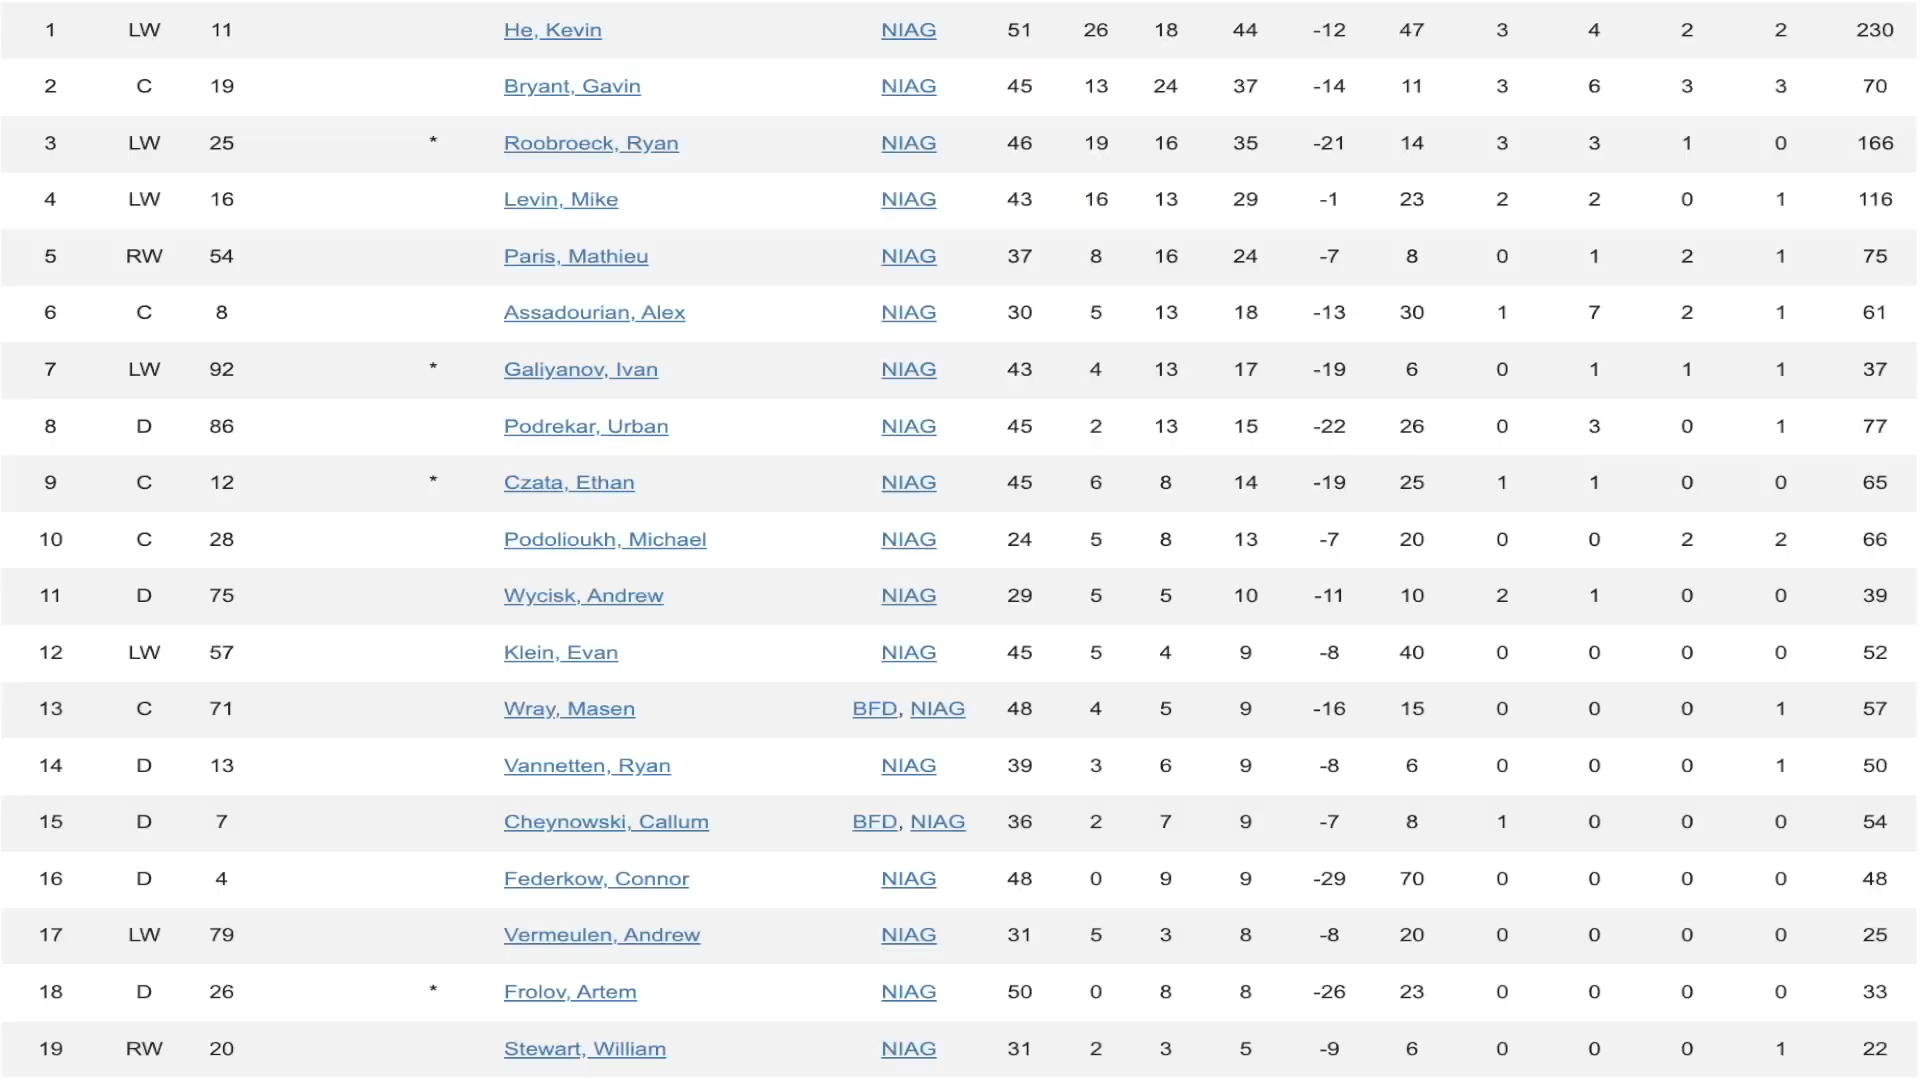 1 LW 11 He, Kevin NIAG 51 26 18 44 -12 47 3 4 2 2 230
2 C 19 Bryant, Gavin NIAG 45 13 24 37 -14 11 3 6 3 3 70
3 LW 25 * Roobroeck, Ryan NIAG 46 19 16 35 -21 14 3 3 1 0 166
4 LW 16 Levin, Mike NIAG 43 16 13 29 -1 23 2 2 0 1 116
5 RW 54 Paris, Mathieu NIAG 37 8 16 24 -7 8 0 1 2 1 75
6 C 8 Assadourian, Alex NIAG 30 5 13 18 -13 30 1 7 2 1 61
7 LW 92 * Galiyanov, Ivan NIAG 43 4 13 17 -19 6 0 1 1 1 37
8 D 86 Podrekar, Urban NIAG 45 2 13 15 -22 26 0 3 0 1 77
9 C 12 * Czata, Ethan NIAG 45 6 8 14 -19 25 1 1 0 0 65
10 C 28 Podolioukh, Michael NIAG 24 5 8 13 -7 20 0 0 2 2 66
11 D 75 Wycisk, Andrew NIAG 29 5 5 10 -11 10 2 1 0 0 39
12 LW 57 Klein, Evan NIAG 45 5 4 9 -8 40 0 0 0 0 52
13 C 71 Wray, Masen BFD, NIAG 48 4 5 9 -16 15 0 0 0 1 57
14 D 13 Vannetten, Ryan NIAG 39 3 6 9 -8 6 0 0 0 1 50
15 D 7 Cheynowski, Callum BFD, NIAG 36 2 7 9 -7 8 1 0 0 0 54
16 D 4 Federkow, Connor NIAG 48 0 9 9 -29 70 0 0 0 0 48
17 LW 79 Vermeulen, Andrew NIAG 31 5 3 8 -8 20 0 0 0 0 25
18 D 26 * Frolov, Artem NIAG 50 0 8 8 -26 23 0 0 0 0 33
19 RW 20 Stewart, William NIAG 31 2 3 5 -9 6 0 0 0 1 22